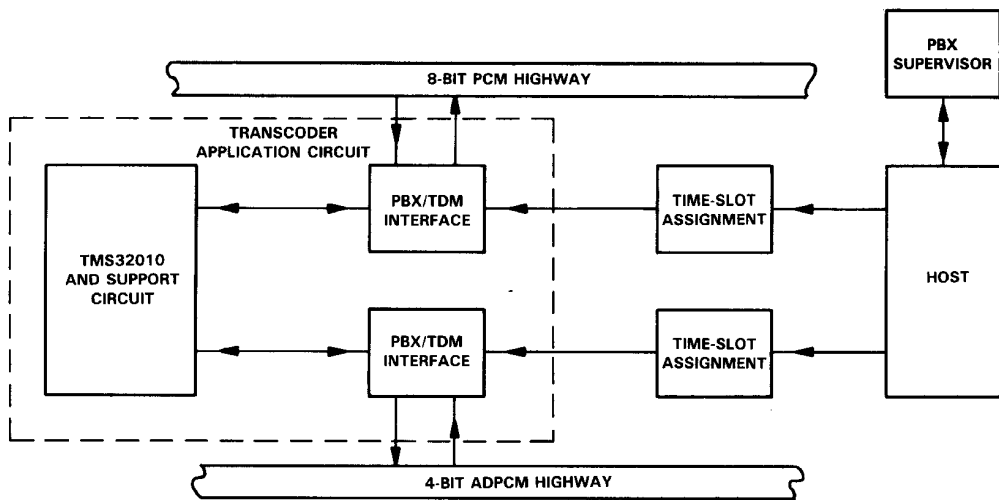 8-BIT PCM HIGHWAY
PBX
SUPERVISOR
TRANSCODER
APPLICATION CIRCUIT
TMS32010
AND SUPPORT
CIRCUIT
PBX/TDM
INTERFACE
TIME-SLOT
ASSIGNMENT
HOST
PBX/TDM
INTERFACE
TIME-SLOT
ASSIGNMENT
4-BIT ADPCM HIGHWAY